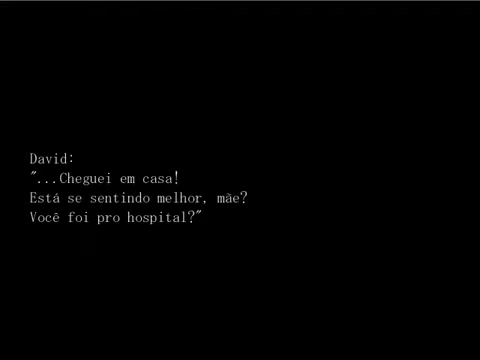 David:
"...Cheguei em casa!
Está se sentindo melhor, mãe?
Você foi pro hospital?"